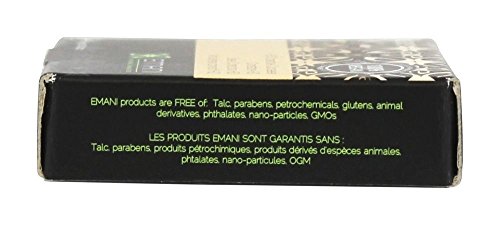 EMANI products are FREE of: Talc, parabens, petrochemicals, glutens, animal
derivatives, phthalates, nano-particles, GMOs
LES PRODUITS EMANI SONT GARANTIS SANS :
Talc, parabens, produits pétrochimiques, produits dérivés d'espèces animales,
phtalates, nano-particules, OGM